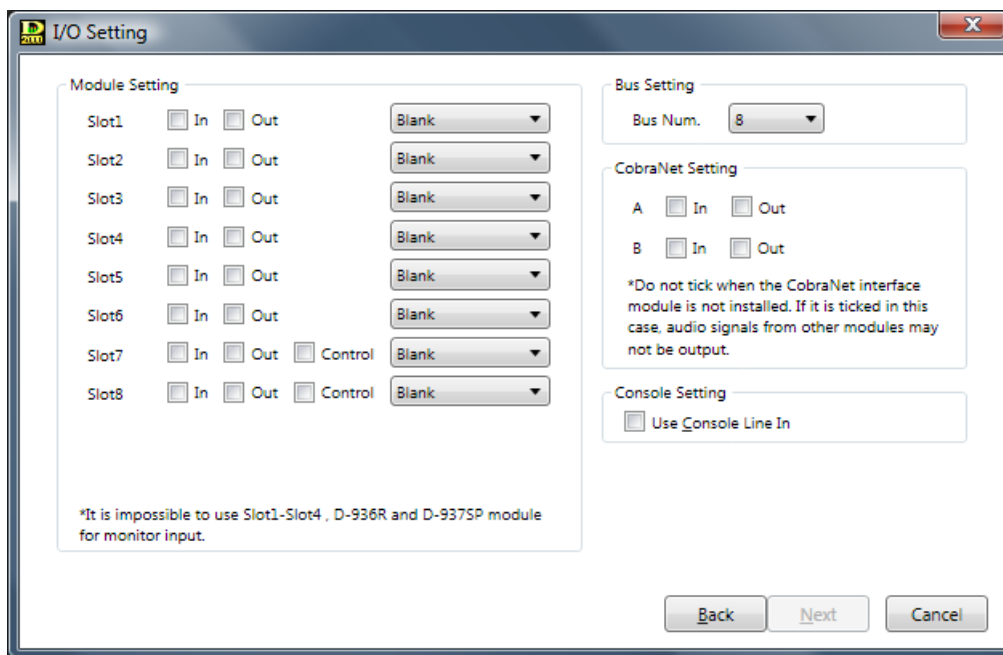 I/O Setting
Module Setting
Slot1 In Out Blank
Slot2 In Out Blank
Slot3 In Out Blank
Slot4 In Out Blank
Slot5 In Out Blank
Slot6 In Out Blank
Slot7 In Out Control Blank
Slot8 In Out Control Blank
*It is impossible to use Slot1-Slot4 , D-936R and D-937SP module
for monitor input.
Bus Setting
Bus Num. 8
CobraNet Setting
A In Out
B In Out
*Do not tick when the CobraNet interface
module is not installed. If it is ticked in this
case, audio signals from other modules may
not be output.
Console Setting
Use Console Line In
Back Next Cancel